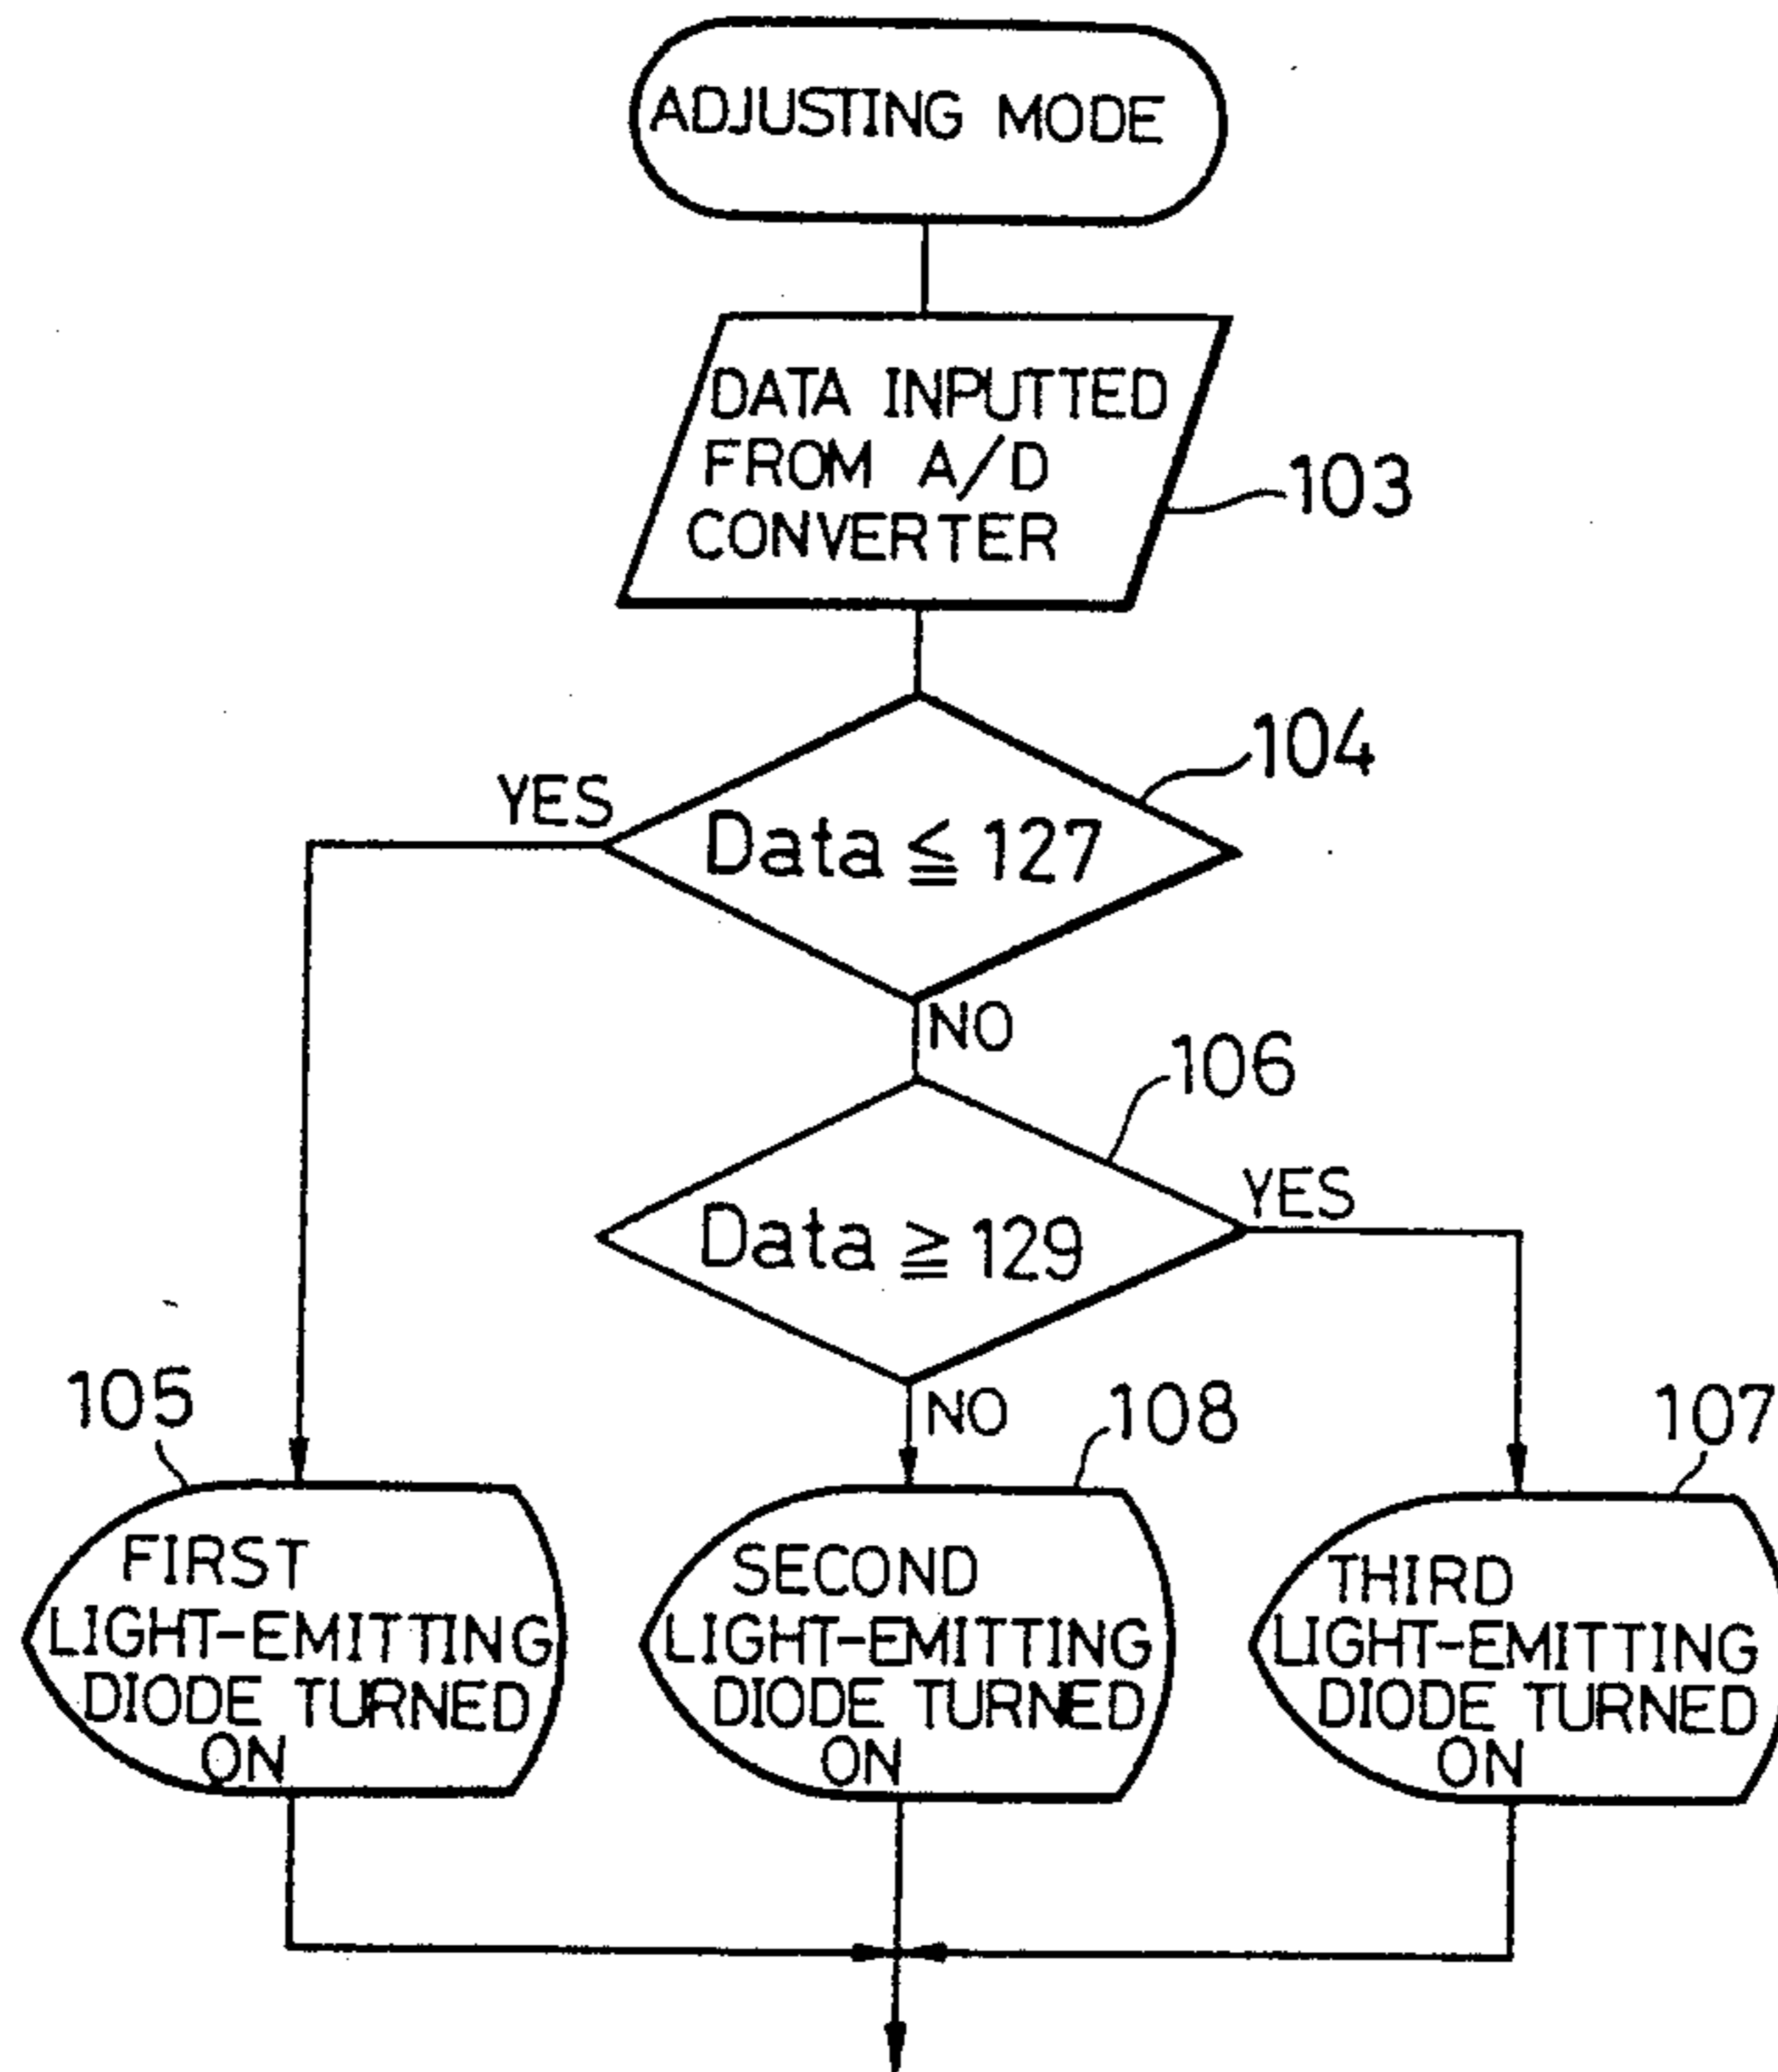 ADJUSTING MODE
DATA INPUTTED
FROM A/D
CONVERTER
103
104
YES
Data ≦ 127
NO
106
YES
Data ≧ 129
105
NO
108
107
FIRST
LIGHT-EMITTING
DIODE TURNED
ON
SECOND
LIGHT-EMITTING
DIODE TURNED
ON
THIRD
LIGHT-EMITTING
DIODE TURNED
ON